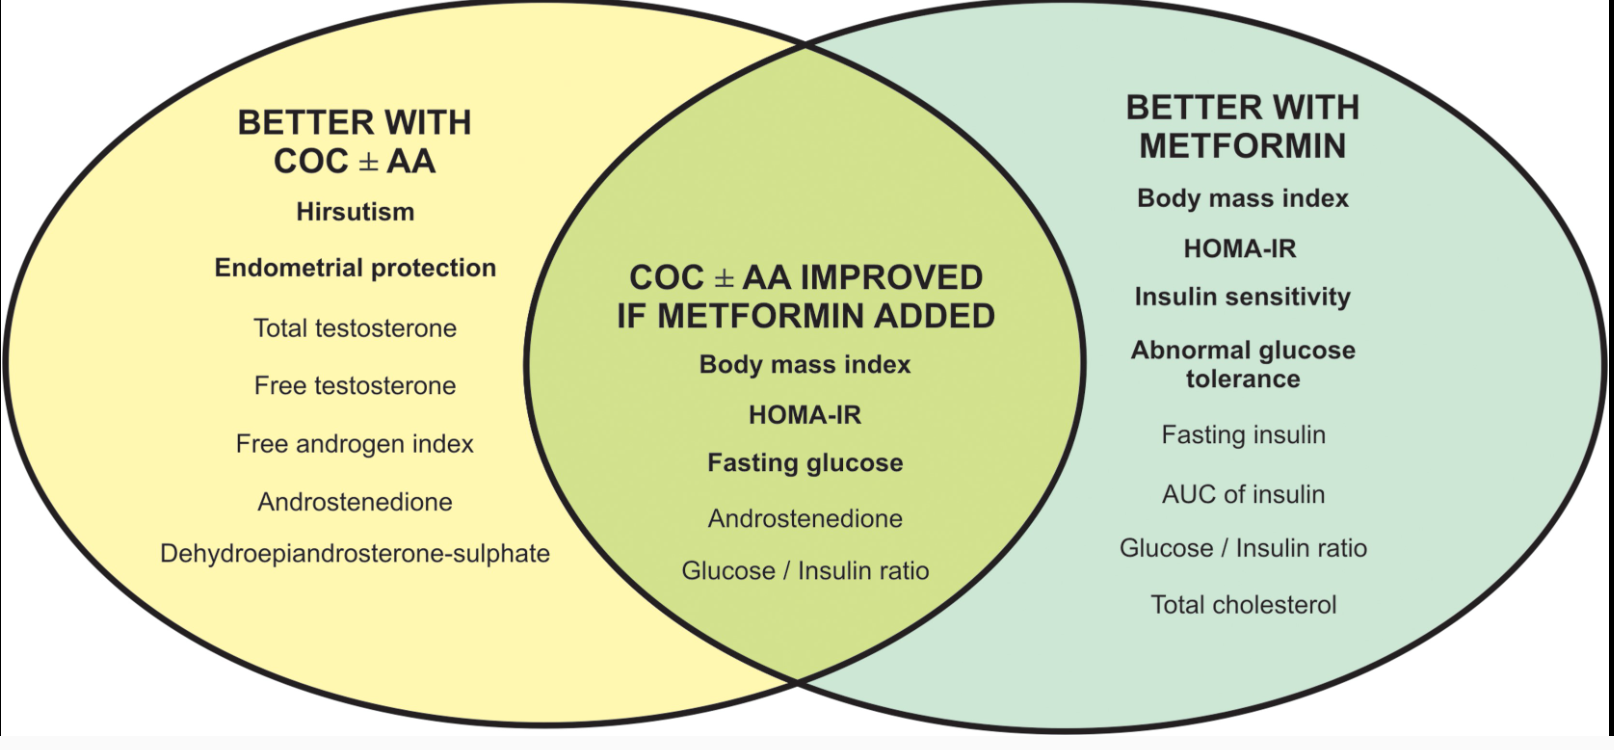 BETTER WITH
COC ± AA
Hirsutism
Endometrial protection
Total testosterone
Free testosterone
Free androgen index
Androstenedione
Dehydroepiandrosterone-sulphate
COC ± AA IMPROVED
IF METFORMIN ADDED
Body mass index
HOMA-IR
Fasting glucose
Androstenedione
Glucose / Insulin ratio
BETTER WITH
METFORMIN
Body mass index
HOMA-IR
Insulin sensitivity
Abnormal glucose
tolerance
Fasting insulin
AUC of insulin
Glucose / Insulin ratio
Total cholesterol